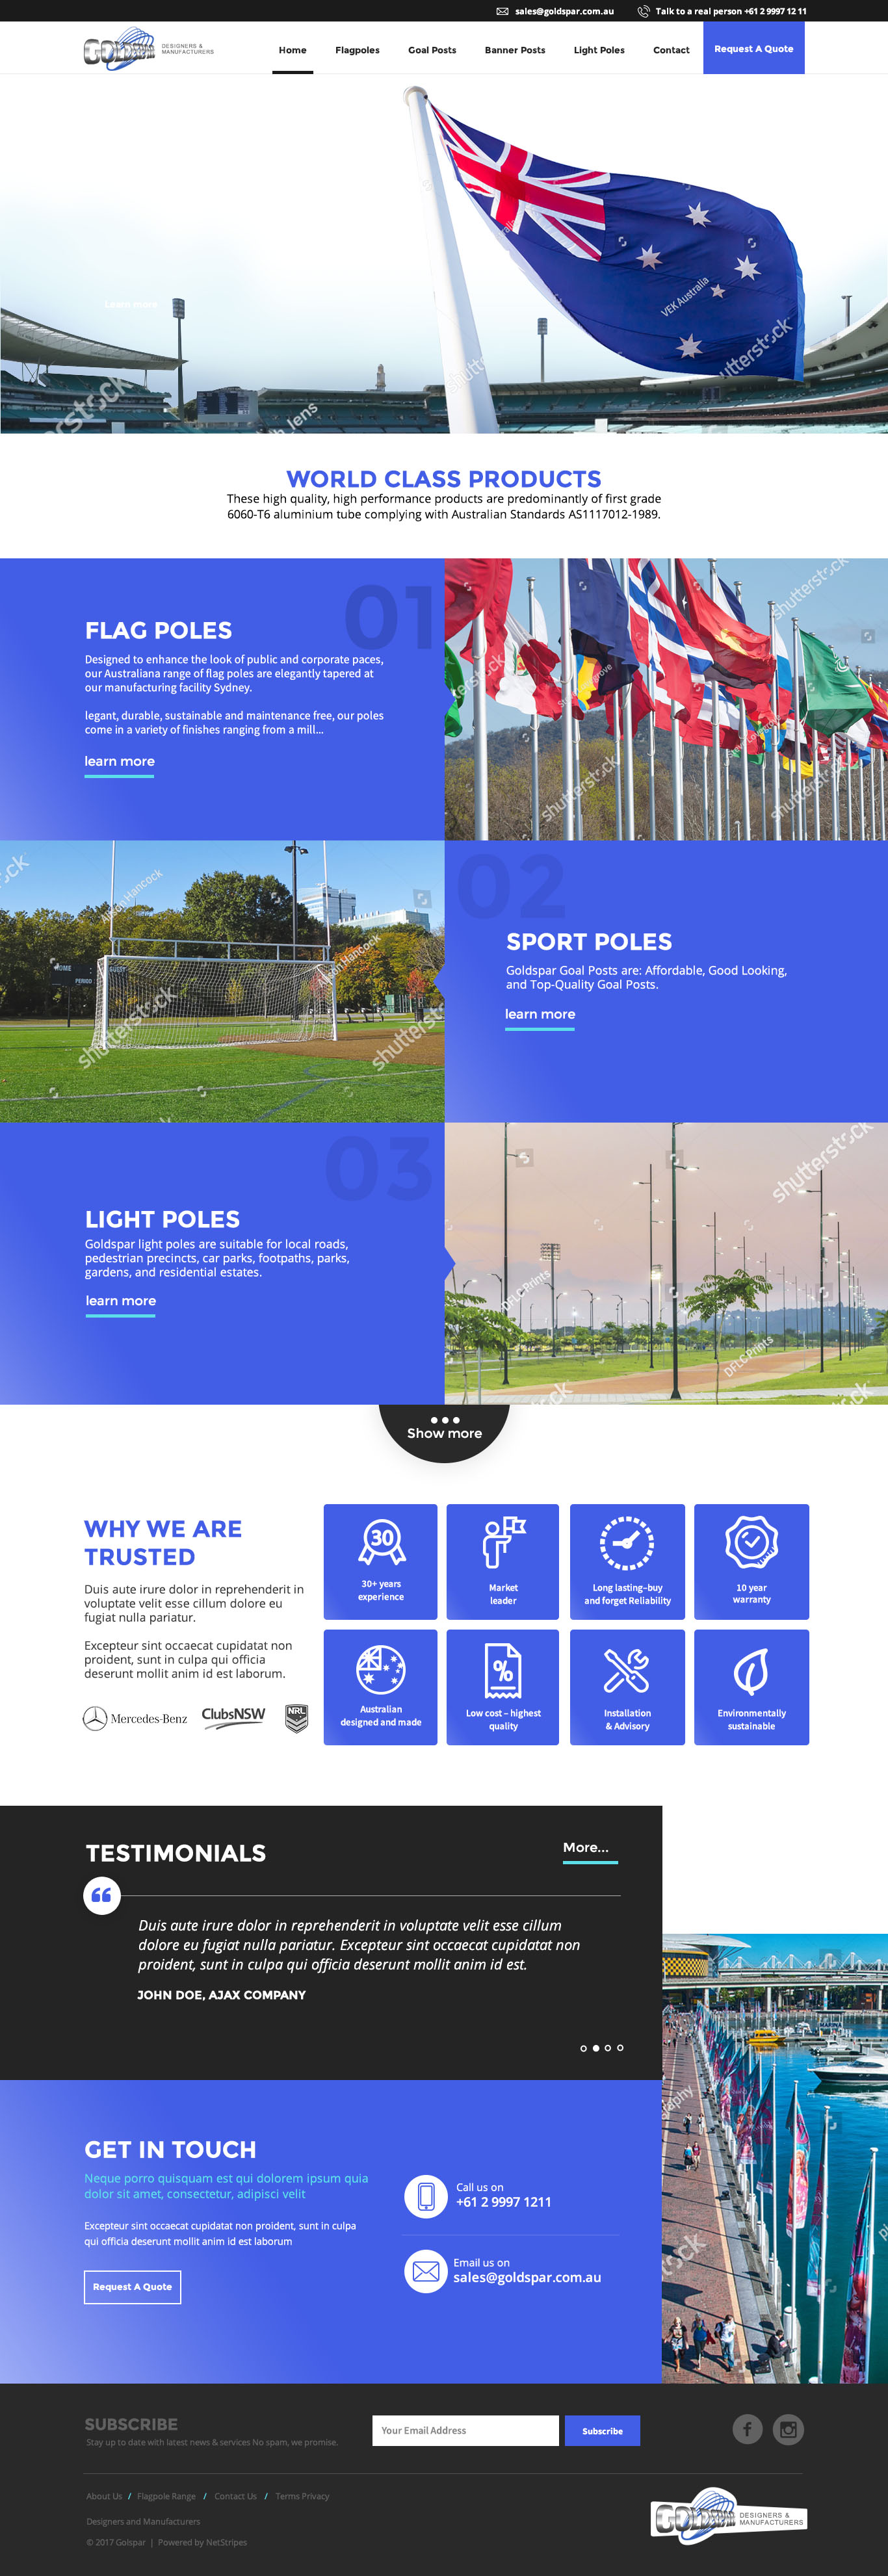 sales@goldspar.com.au
Talk to a real person +61 2 9997 12 11
GOLDSPAR
DESIGNERS &
MANUFACTURERS
Home
Flagpoles
Goal Posts
Banner Posts
Light Poles
Contact
Request A Quote
Learn more
VEK Australia
shutterstock
WORLD CLASS PRODUCTS
These high quality, high performance products are predominantly of first grade
6060-T6 aluminium tube complying with Australian Standards AS1117012-1989.
01
FLAG POLES
Designed to enhance the look of public and corporate paces,
our Australiana range of flag poles are elegantly tapered at
our manufacturing facility Sydney.
legant, durable, sustainable and maintenance free, our poles
come in a variety of finishes ranging from a mill...
learn more
shutterstock
shutterstock
HOME
GUEST
PERIOD
shutterstock
02
SPORT POLES
Goldspar Goal Posts are: Affordable, Good Looking,
and Top-Quality Goal Posts.
learn more
03
LIGHT POLES
Goldspar light poles are suitable for local roads,
pedestrian precincts, car parks, footpaths, parks,
gardens, and residential estates.
learn more
shutterstock
DFLC Prints
DFLC Prints
Show more
WHY WE ARE
TRUSTED
Duis aute irure dolor in reprehenderit in
voluptate velit esse cillum dolore eu
fugiat nulla pariatur.
Excepteur sint occaecat cupidatat non
proident, sunt in culpa qui officia
deserunt mollit anim id est laborum.
Mercedes-Benz
ClubsNSW
NRL
30
30+ years
experience
Market
leader
Long lasting–buy
and forget Reliability
10 year
warranty
Australian
designed and made
%
Low cost – highest
quality
Installation
& Advisory
Environmentally
sustainable
TESTIMONIALS
More...
Duis aute irure dolor in reprehenderit in voluptate velit esse cillum
dolore eu fugiat nulla pariatur. Excepteur sint occaecat cupidatat non
proident, sunt in culpa qui officia deserunt mollit anim id est.
JOHN DOE, AJAX COMPANY
GET IN TOUCH
Neque porro quisquam est qui dolorem ipsum quia
dolor sit amet, consectetur, adipisci velit
Excepteur sint occaecat cupidatat non proident, sunt in culpa
qui officia deserunt mollit anim id est laborum
Request A Quote
Call us on
+61 2 9997 1211
Email us on
sales@goldspar.com.au
SUBSCRIBE
Stay up to date with latest news & services No spam, we promise.
Your Email Address
Subscribe
About Us / Flagpole Range / Contact Us / Terms Privacy
Designers and Manufacturers
© 2017 Golspar | Powered by NetStripes
GOLDSPAR
DESIGNERS &
MANUFACTURERS